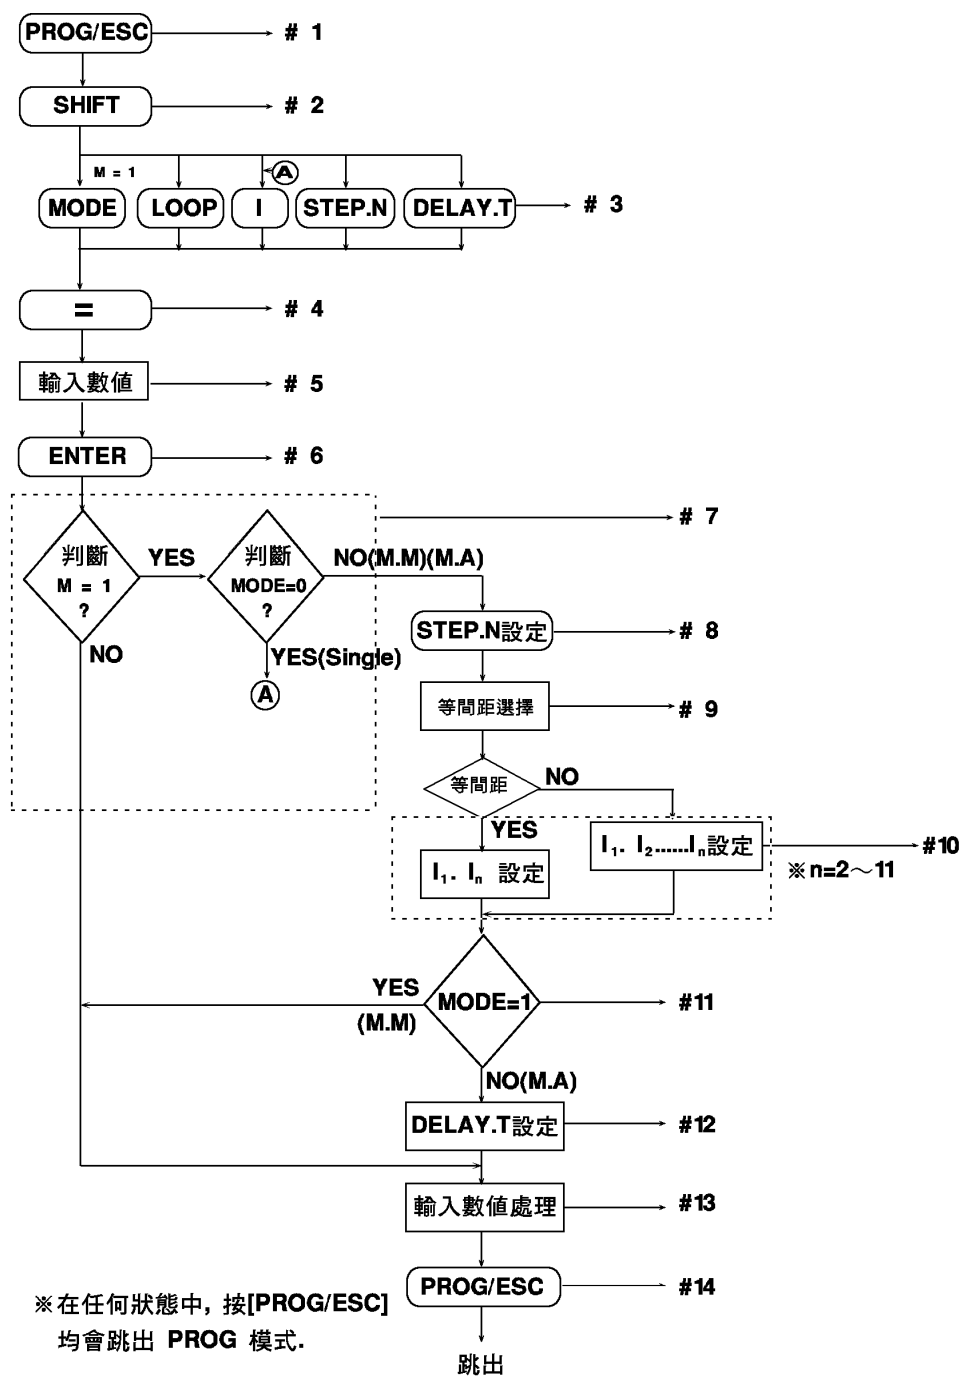 PROG/ESC # 1
SHIFT # 2
M = 1 A
MODE LOOP I STEP.N DELAY.T # 3
= # 4
輸入數值 # 5
ENTER # 6
# 7
判斷 M = 1 ?
YES
判斷 MODE=0 ?
NO(M.M)(M.A)
NO
YES(Single)
A
STEP.N設定 # 8
等間距選擇 # 9
等間距
NO
YES
I1. In 設定
I1. I2......In設定 #10
※n=2～11
YES
(M.M)
MODE=1 #11
NO(M.A)
DELAY.T設定 #12
輸入數值處理 #13
PROG/ESC #14
※在任何狀態中, 按[PROG/ESC]
均會跳出 PROG 模式.
跳出